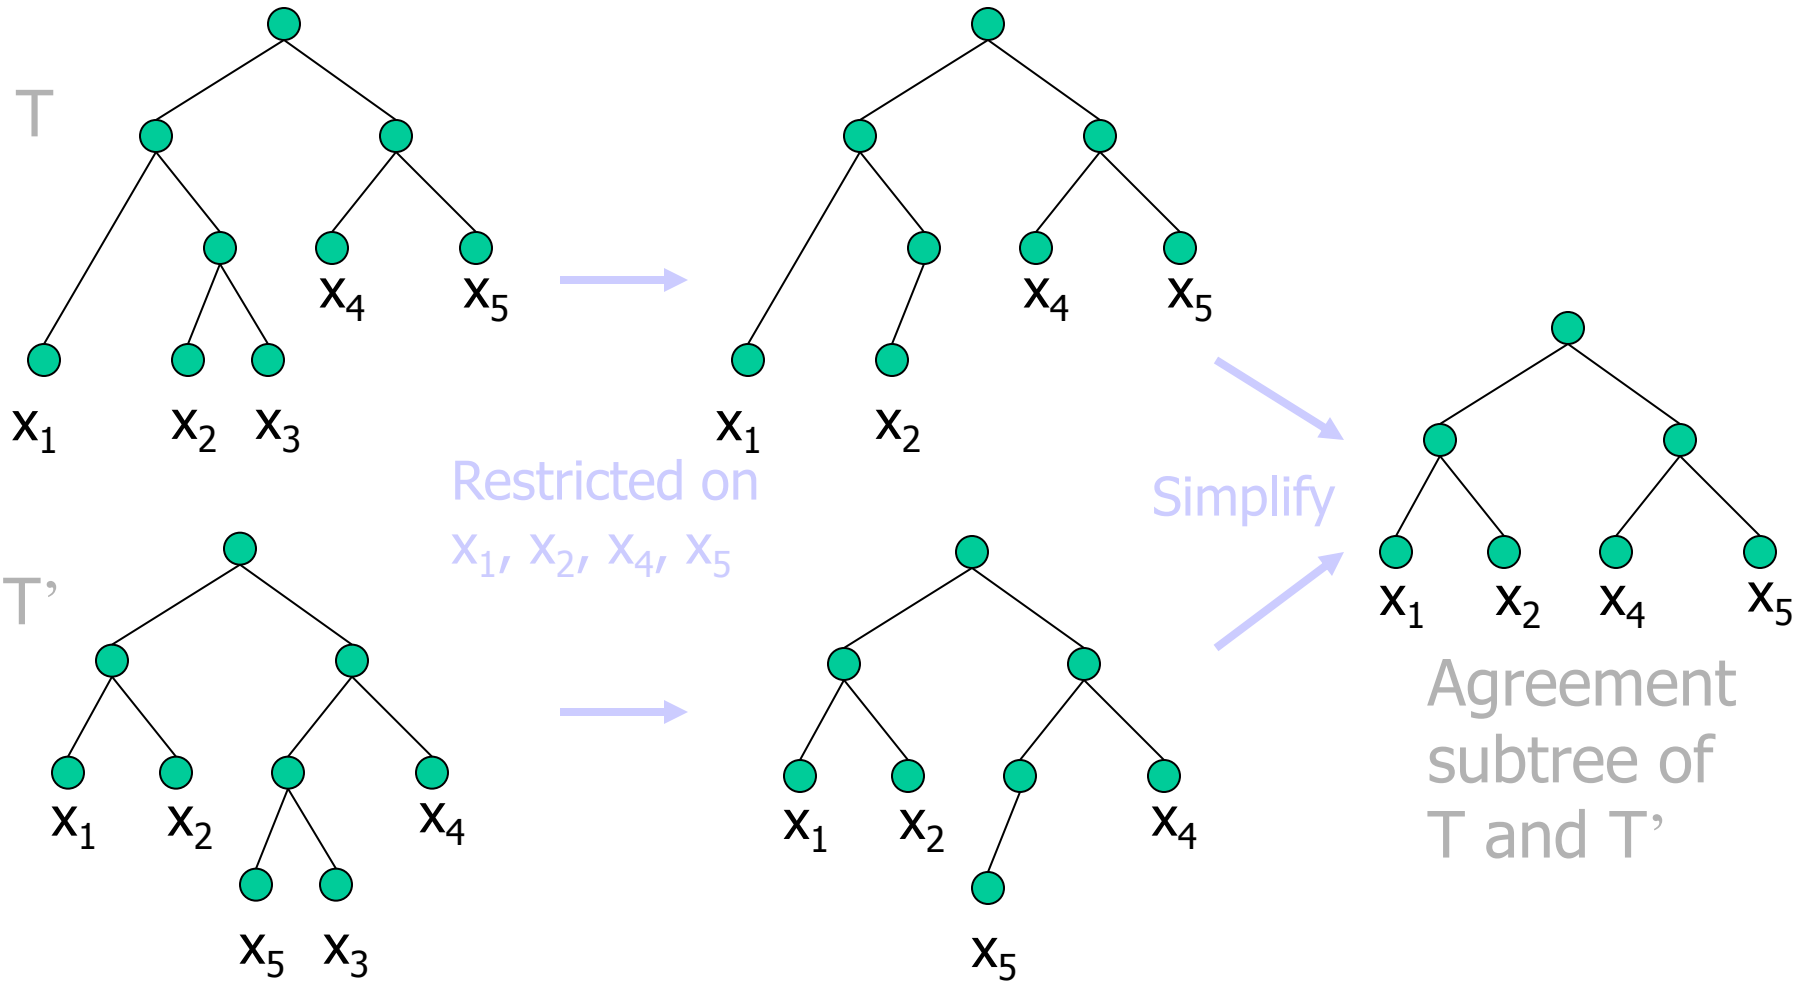 T
x₄ x₅
x₁ x₂ x₃
x₄ x₅
x₁ x₂
Restricted on
x₁, x₂, x₄, x₅
Simplify
T’
x₁ x₂ x₄
x₅ x₃
x₁ x₂ x₄
x₅
x₁ x₂ x₄ x₅
Agreement
subtree of
T and T’